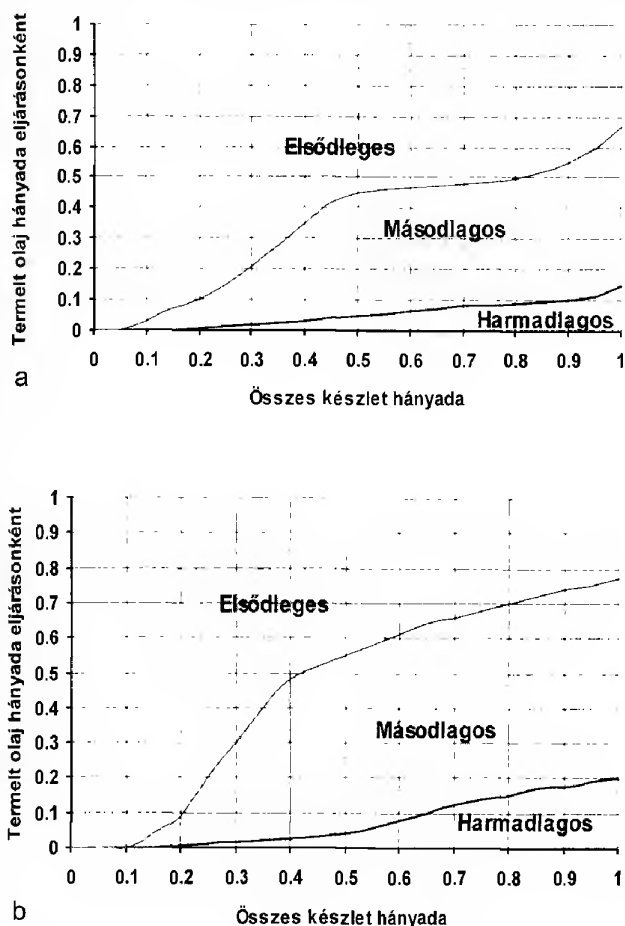 Termelt olaj hányada eljárásonként
1
0.9
0.8
0.7
0.6
0.5
0.4
0.3
0.2
0.1
0
Elsődleges
Másodlagos
Harmadlagos
0 0.1 0.2 0.3 0.4 0.5 0.6 0.7 0.8 0.9 1
a
Összes készlet hányada
Termelt olaj hányada eljárásonként
1
0.9
0.8
0.7
0.6
0.5
0.4
0.3
0.2
0.1
0
Elsődleges
Másodlagos
Harmadlagos
0 0.1 0.2 0.3 0.4 0.5 0.6 0.7 0.8 0.9 1
b
Összes készlet hányada